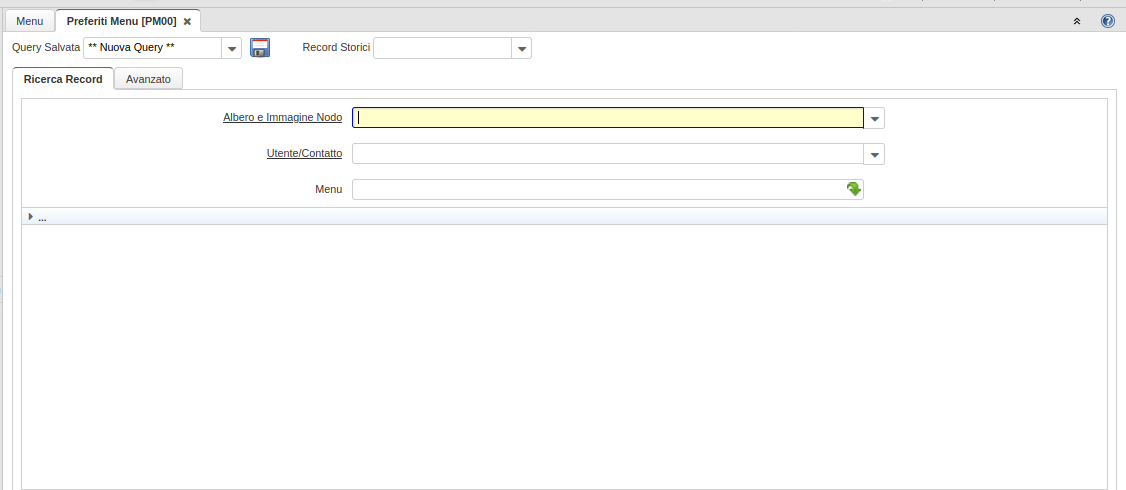 Menu Preferiti Menu [PM00]
Query Salvata ** Nuova Query ** Record Storici
Ricerca Record Avanzato
Albero e Immagine Nodo
Utente/Contatto
Menu
...